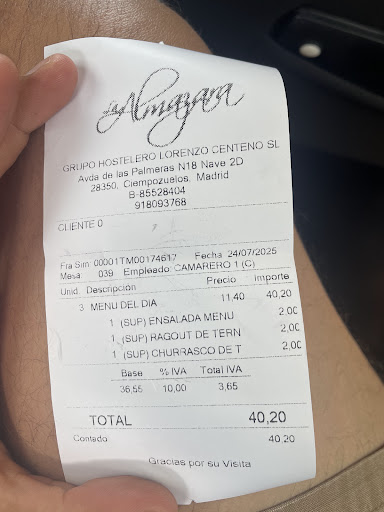 La Almazara
GRUPO HOSTELERO LORENZO CENTENO SL
Avda de las Palmeras N18 Nave 2D
28350, Ciempozuelos, Madrid
B-85528404
918093768
CLIENTE 0
Fra Sim 00001TM00174617 Fecha 24/07/2025
Mesa 039 Empleado CAMARERO 1 (C)
Unid. Descripción Precio Importe
3 MENU DEL DIA 11,40 40,20
1 (SUP) ENSALADA MENU 2,00
1 (SUP) RAGOUT DE TERN 2,00
1 (SUP) CHURRASCO DE T 2,00
Base % IVA Total IVA
36,55 10,00 3,65
TOTAL 40,20
Contado 40,20
Gracias por su Visita